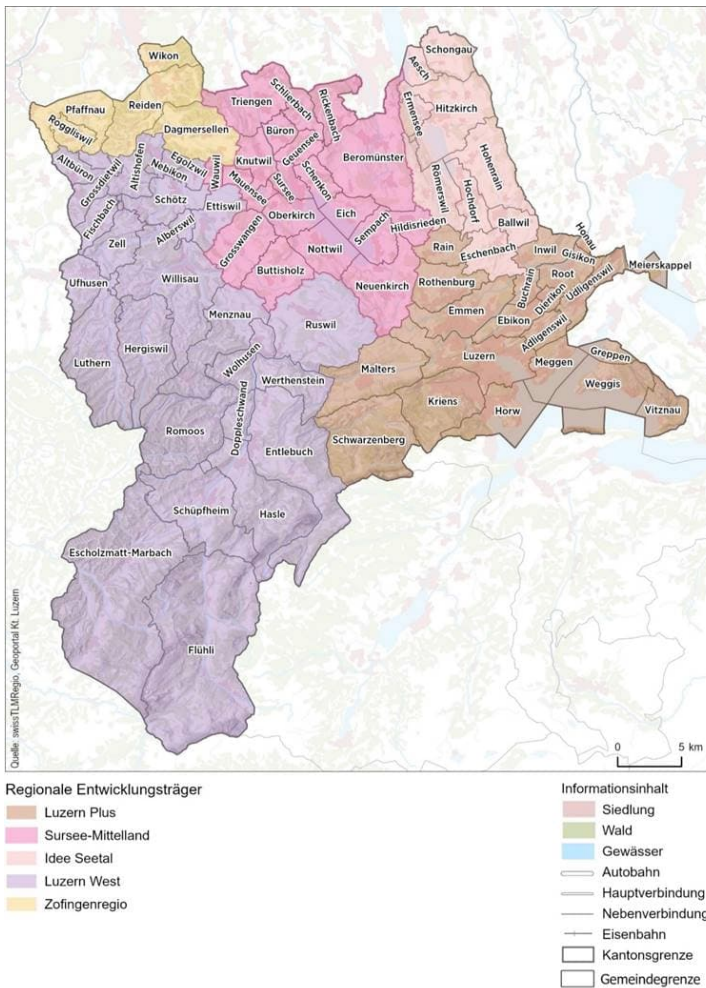 Wikon
Schongau
Aesch
Pfaffnau
Reiden
Triengen
Schlierbach
Rickenbach
Ermensee
Hitzkirch
Roggliswil
Dagmersellen
Büron
Geuensee
Beromünster
Hohenrain
Altbüron
Grossdietwil
Altishofen
Egolzwil
Nebikon
Wauwil
Knutwil
Sursee
Schenkon
Römerswil
Hochdorf
Fischbach
Schötz
Ettiswil
Mauensee
Oberkirch
Eich
Sempach
Hildisrieden
Ballwil
Honau
Zell
Alberswil
Grosswangen
Nottwil
Rain
Eschenbach
Inwil
Gisikon
Meierskappel
Ufhusen
Willisau
Buttisholz
Neuenkirch
Rothenburg
Buchrain
Root
Dierikon
Udligenswil
Menznau
Ruswil
Emmen
Ebikon
Adligenswil
Luthern
Hergiswil
Wolhusen
Werthenstein
Malters
Luzern
Meggen
Greppen
Weggis
Vitznau
Romoos
Doppleschwand
Entlebuch
Schwarzenberg
Kriens
Horw
Schüpfheim
Hasle
Escholzmatt-Marbach
Flühli
Quelle: swissTLMRegio, Geoportal Kt. Luzern
0 5 km
Regionale Entwicklungsträger
Luzern Plus
Sursee-Mittelland
Idee Seetal
Luzern West
Zofingenregio
Informationsinhalt
Siedlung
Wald
Gewässer
Autobahn
Hauptverbindung
Nebenverbindung
Eisenbahn
Kantonsgrenze
Gemeindegrenze